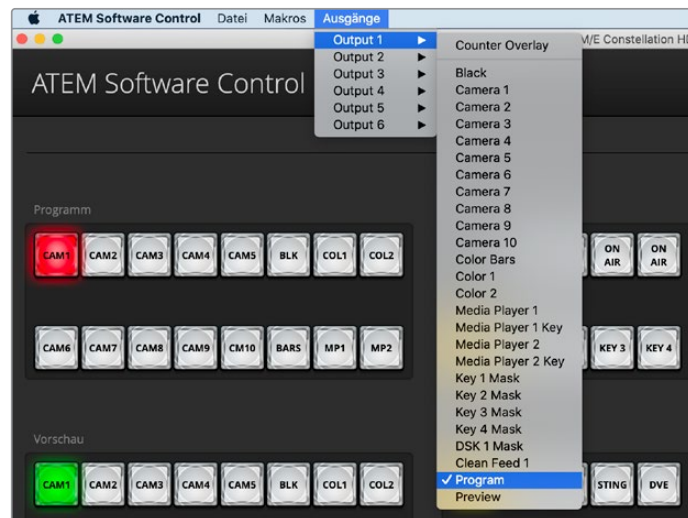 ATEM Software Control Datei Makros Ausgänge
M/E Constellation HD
ATEM Software Control
Output 1
Output 2
Output 3
Output 4
Output 5
Output 6
Counter Overlay
Black
Camera 1
Camera 2
Camera 3
Camera 4
Camera 5
Camera 6
Camera 7
Camera 8
Camera 9
Camera 10
Color Bars
Color 1
Color 2
Media Player 1
Media Player 1 Key
Media Player 2
Media Player 2 Key
Key 1 Mask
Key 2 Mask
Key 3 Mask
Key 4 Mask
DSK 1 Mask
Clean Feed 1
✓ Program
Preview
Programm
CAM1 CAM2 CAM3 CAM4 CAM5 BLK COL1 COL2
ON AIR ON AIR
CAM6 CAM7 CAM8 CAM9 CM10 BARS MP1 MP2
KEY 3 KEY 4
Vorschau
CAM1 CAM2 CAM3 CAM4 CAM5 BLK COL1 COL2
STING DVE